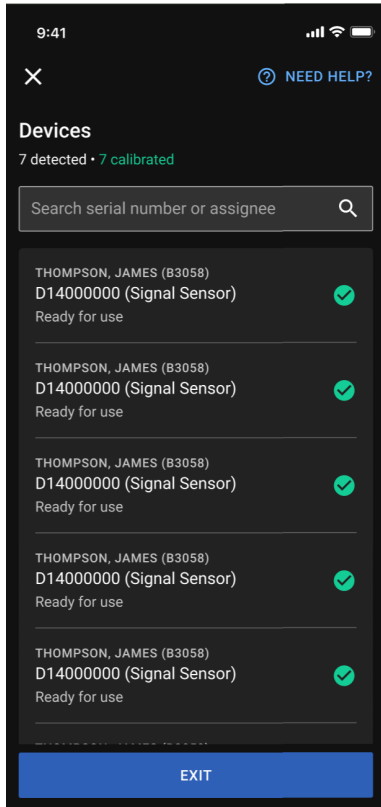 9:41
NEED HELP?
Devices
7 detected • 7 calibrated
Search serial number or assignee
THOMPSON, JAMES (B3058)
D14000000 (Signal Sensor)
Ready for use
THOMPSON, JAMES (B3058)
D14000000 (Signal Sensor)
Ready for use
THOMPSON, JAMES (B3058)
D14000000 (Signal Sensor)
Ready for use
THOMPSON, JAMES (B3058)
D14000000 (Signal Sensor)
Ready for use
THOMPSON, JAMES (B3058)
D14000000 (Signal Sensor)
Ready for use
EXIT